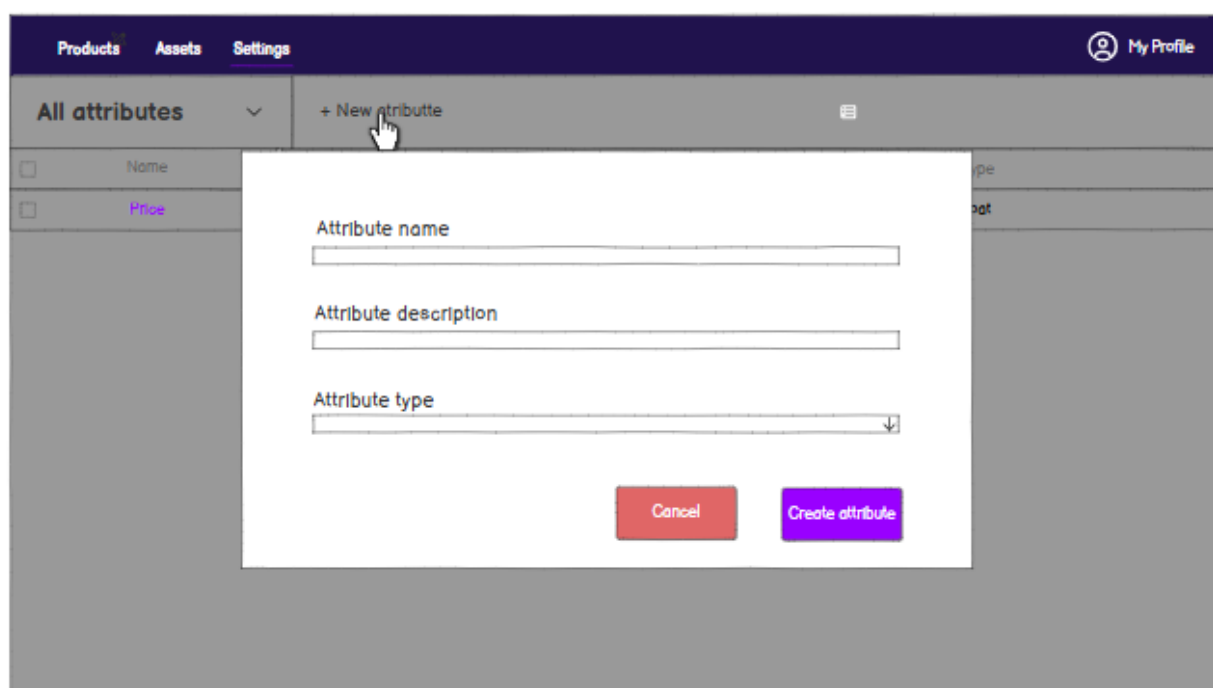 Products Assets Settings My Profile
All attributes + New atributte
Name
Price
Attribute name
Attribute description
Attribute type
Cancel Create attribute